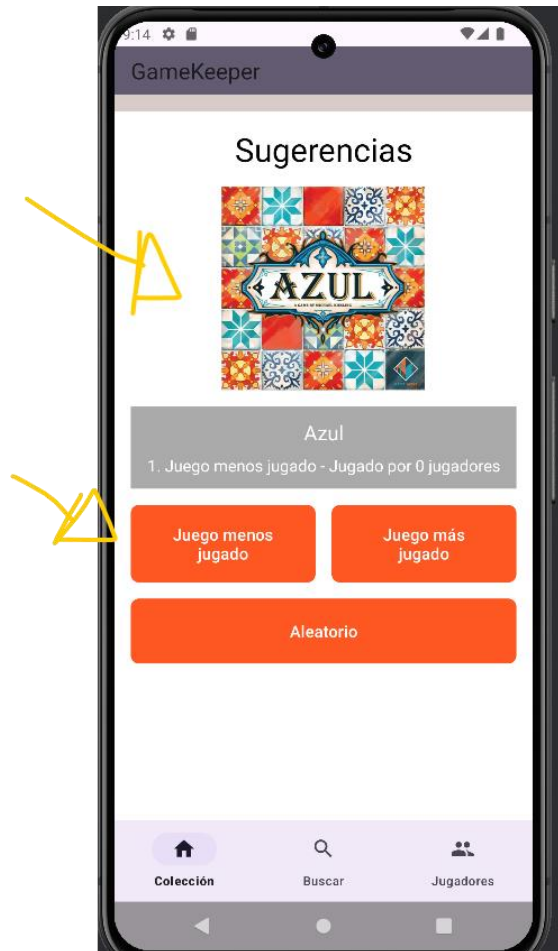 9:14
GameKeeper
Sugerencias
AZUL
Azul
1. Juego menos jugado - Jugado por 0 jugadores
Juego menos
jugado
Juego más
jugado
Aleatorio
Colección
Buscar
Jugadores